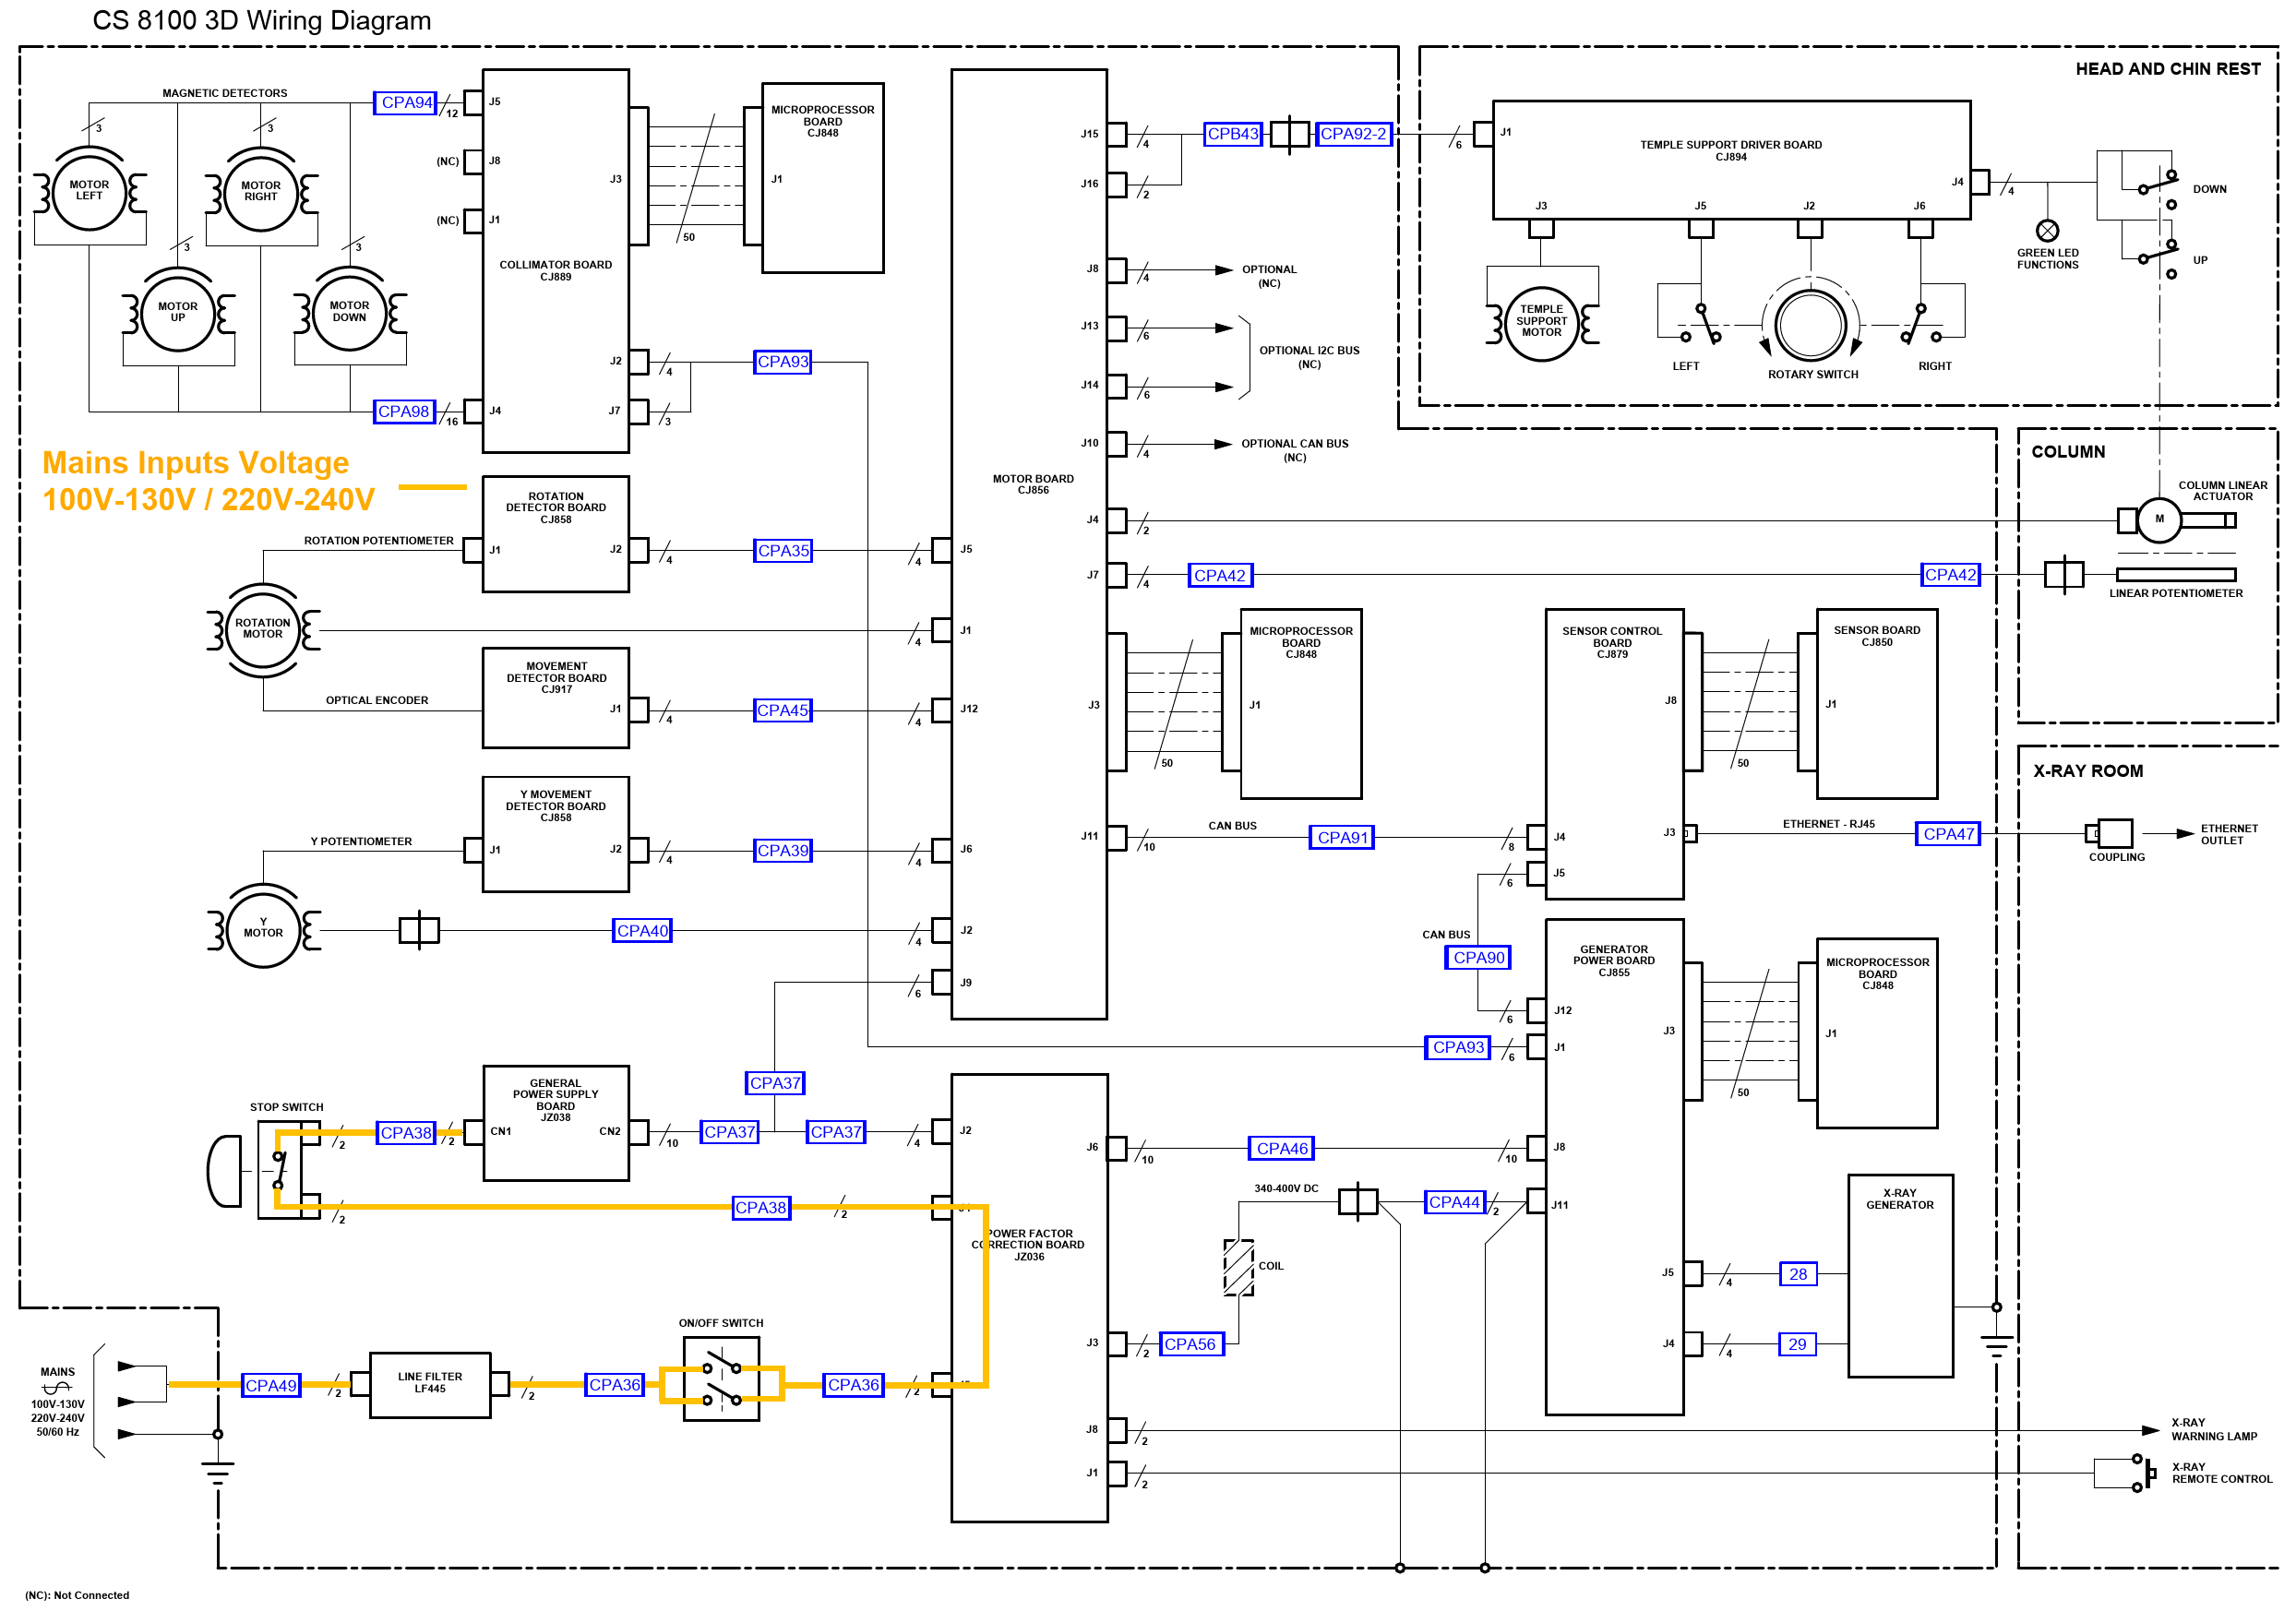 CS 8100 3D Wiring Diagram
MAGNETIC DETECTORS
CPA94
12
J5
3
3
MOTOR
LEFT
MOTOR
RIGHT
3
3
MOTOR
UP
MOTOR
DOWN
(NC)
J8
(NC)
J1
J3
COLLIMATOR BOARD
CJ889
J2
4
J7
3
CPA98
16
J4
50
MICROPROCESSOR
BOARD
CJ848
J1
CPA93
Mains Inputs Voltage
100V-130V / 220V-240V
ROTATION
DETECTOR BOARD
CJ858
ROTATION POTENTIOMETER
J1
J2
4
CPA35
4
J5
ROTATION
MOTOR
4
J1
MOVEMENT
DETECTOR BOARD
CJ917
OPTICAL ENCODER
J1
4
CPA45
4
J12
Y MOVEMENT
DETECTOR BOARD
CJ858
Y POTENTIOMETER
J1
J2
4
CPA39
4
J6
Y
MOTOR
CPA40
4
J2
6
J9
MOTOR BOARD
CJ856
J15
4
J16
2
CPB43
CPA92-2
6
J8
4
OPTIONAL
(NC)
J13
6
J14
6
OPTIONAL I2C BUS
(NC)
J10
4
OPTIONAL CAN BUS
(NC)
J4
2
J7
4
CPA42
CPA42
J3
50
MICROPROCESSOR
BOARD
CJ848
J1
J11
10
CAN BUS
CPA91
8
J4
HEAD AND CHIN REST
J1
TEMPLE SUPPORT DRIVER BOARD
CJ894
J4
4
J3
J5
J2
J6
TEMPLE
SUPPORT
MOTOR
LEFT
ROTARY SWITCH
RIGHT
GREEN LED
FUNCTIONS
DOWN
UP
COLUMN
COLUMN LINEAR
ACTUATOR
M
LINEAR POTENTIOMETER
SENSOR CONTROL
BOARD
CJ879
J8
50
SENSOR BOARD
CJ850
J1
J3
ETHERNET - RJ45
CPA47
J5
6
X-RAY ROOM
COUPLING
ETHERNET
OUTLET
CAN BUS
CPA90
6
J12
GENERATOR
POWER BOARD
CJ855
CPA93
6
J1
J3
50
MICROPROCESSOR
BOARD
CJ848
J1
STOP SWITCH
2
CPA38
2
CN1
GENERAL
POWER SUPPLY
BOARD
JZ038
CN2
10
CPA37
CPA37
CPA37
4
J2
2
CPA38
2
POWER FACTOR
CORRECTION BOARD
JZ036
J6
10
CPA46
10
J8
340-400V DC
CPA44
2
J11
COIL
J3
2
CPA56
X-RAY
GENERATOR
J5
4
28
J4
4
29
MAINS
100V-130V
220V-240V
50/60 Hz
CPA49
2
LINE FILTER
LF445
2
CPA36
ON/OFF SWITCH
CPA36
2
J8
2
X-RAY
WARNING LAMP
J1
2
X-RAY
REMOTE CONTROL
(NC): Not Connected